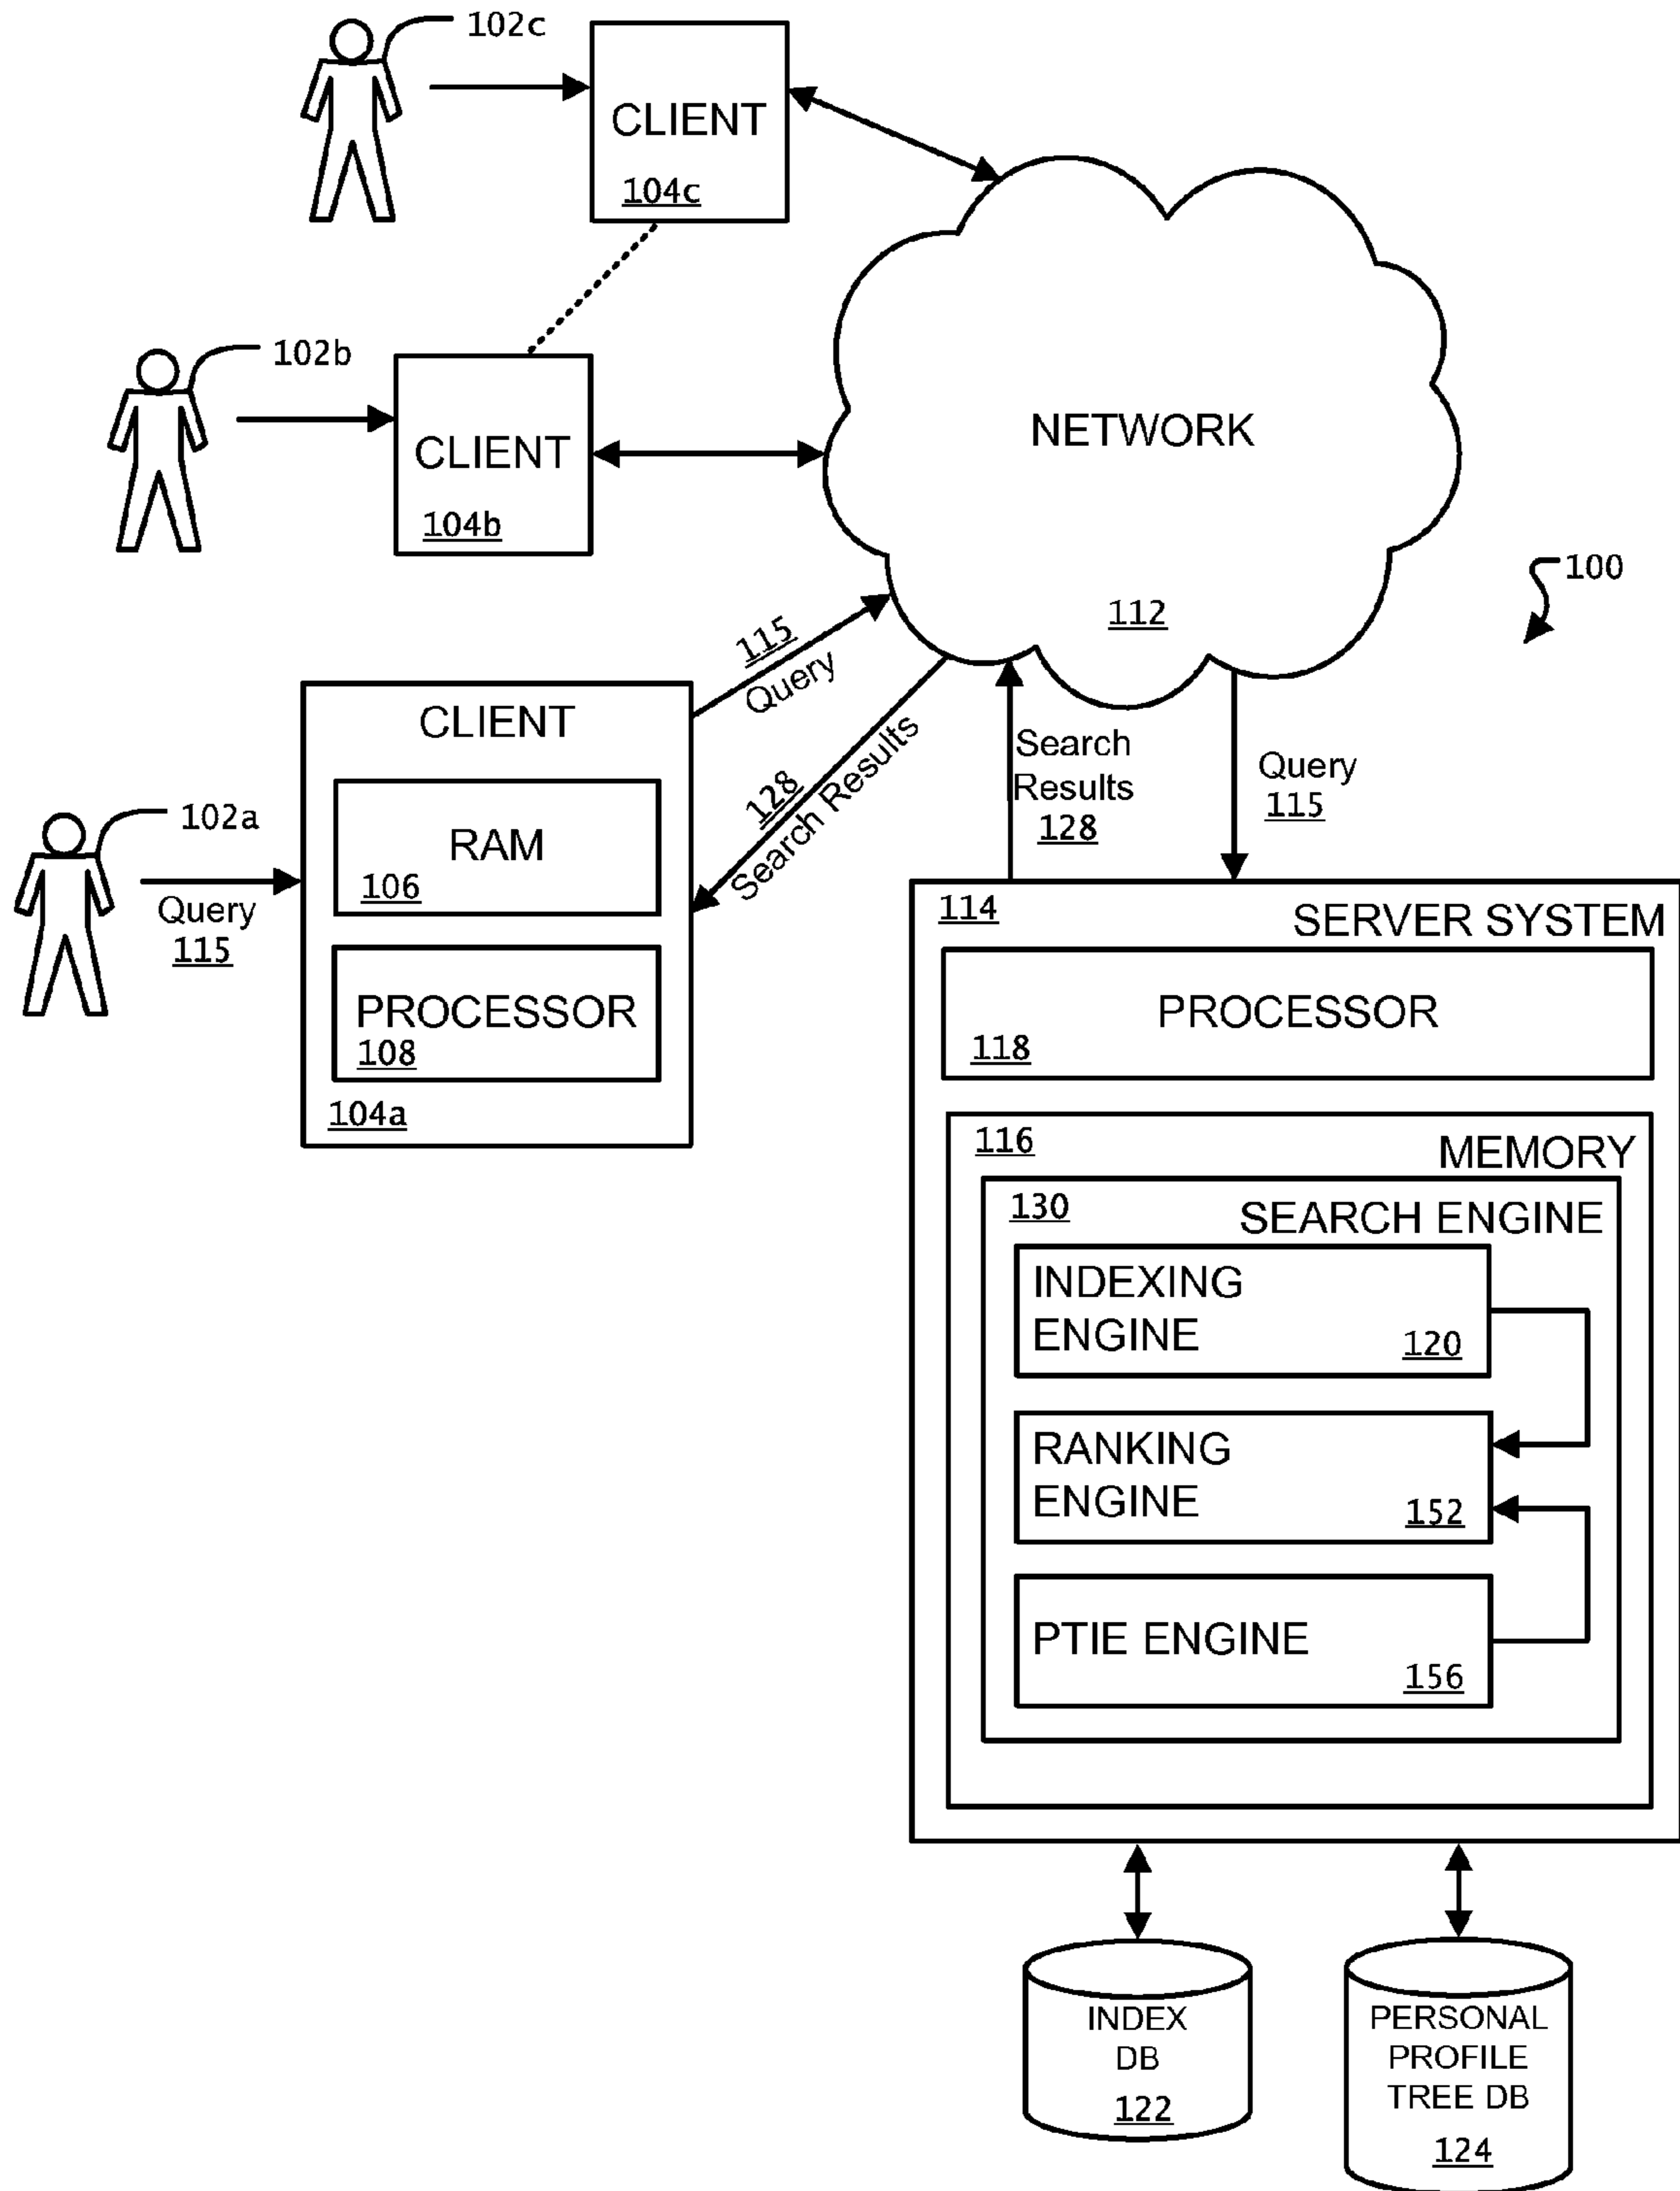 102c
CLIENT
104c
102b
CLIENT
104b
NETWORK
112
100
115
Query
128
Search Results
CLIENT
RAM
106
PROCESSOR
108
104a
102a
Query
115
Search
Results
128
Query
115
114
SERVER SYSTEM
PROCESSOR
118
116
MEMORY
130
SEARCH ENGINE
INDEXING
ENGINE
120
RANKING
ENGINE
152
PTIE ENGINE
156
INDEX
DB
122
PERSONAL
PROFILE
TREE DB
124